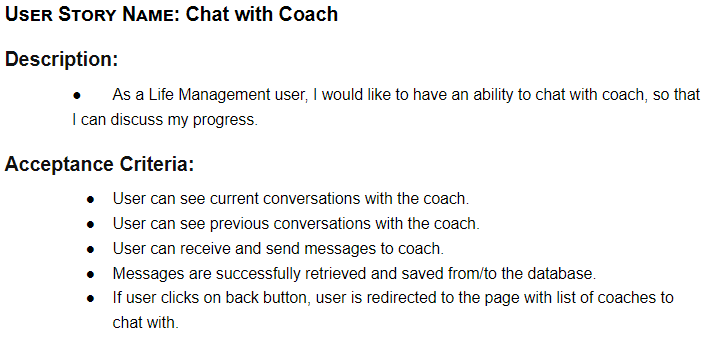 USER STORY NAME: Chat with Coach
Description:
● As a Life Management user, I would like to have an ability to chat with coach, so that
I can discuss my progress.
Acceptance Criteria:
● User can see current conversations with the coach.
● User can see previous conversations with the coach.
● User can receive and send messages to coach.
● Messages are successfully retrieved and saved from/to the database.
● If user clicks on back button, user is redirected to the page with list of coaches to
chat with.